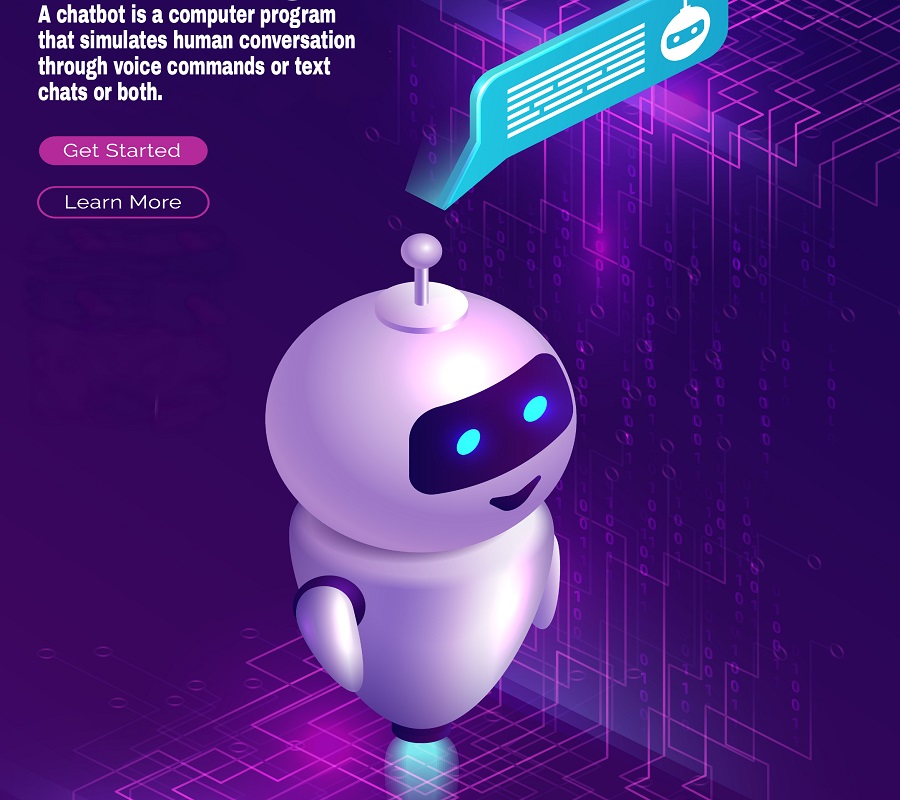 A chatbot is a computer program
that simulates human conversation
through voice commands or text
chats or both.
Get Started
Learn More